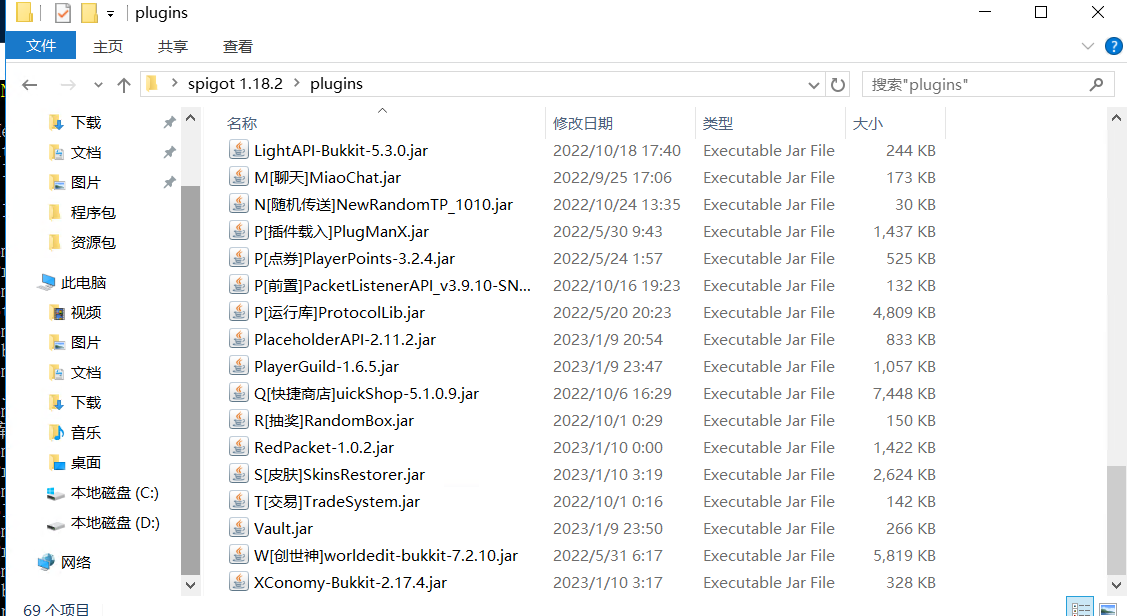 plugins
文件 主页 共享 查看
spigot 1.18.2 plugins 搜索"plugins"
下载
文档
图片
程序包
资源包
此电脑
视频
图片
文档
下载
音乐
桌面
本地磁盘 (C:)
本地磁盘 (D:)
网络
名称 修改日期 类型 大小
LightAPI-Bukkit-5.3.0.jar 2022/10/18 17:40 Executable Jar File 244 KB
M[聊天]MiaoChat.jar 2022/9/25 17:06 Executable Jar File 173 KB
N[随机传送]NewRandomTP_1010.jar 2022/10/24 13:35 Executable Jar File 30 KB
P[插件载入]PlugManX.jar 2022/5/30 9:43 Executable Jar File 1,437 KB
P[点券]PlayerPoints-3.2.4.jar 2022/5/24 1:57 Executable Jar File 525 KB
P[前置]PacketListenerAPI_v3.9.10-SN... 2022/10/16 19:23 Executable Jar File 132 KB
P[运行库]ProtocolLib.jar 2022/5/20 20:23 Executable Jar File 4,809 KB
PlaceholderAPI-2.11.2.jar 2023/1/9 20:54 Executable Jar File 833 KB
PlayerGuild-1.6.5.jar 2023/1/9 23:47 Executable Jar File 1,057 KB
Q[快捷商店]uickShop-5.1.0.9.jar 2022/10/6 16:29 Executable Jar File 7,448 KB
R[抽奖]RandomBox.jar 2022/10/1 0:29 Executable Jar File 150 KB
RedPacket-1.0.2.jar 2023/1/10 0:00 Executable Jar File 1,422 KB
S[皮肤]SkinsRestorer.jar 2023/1/10 3:19 Executable Jar File 2,624 KB
T[交易]TradeSystem.jar 2022/10/1 0:16 Executable Jar File 142 KB
Vault.jar 2023/1/9 23:50 Executable Jar File 266 KB
W[创世神]worldedit-bukkit-7.2.10.jar 2022/5/31 6:17 Executable Jar File 5,819 KB
XConomy-Bukkit-2.17.4.jar 2023/1/10 3:17 Executable Jar File 328 KB
69 个项目